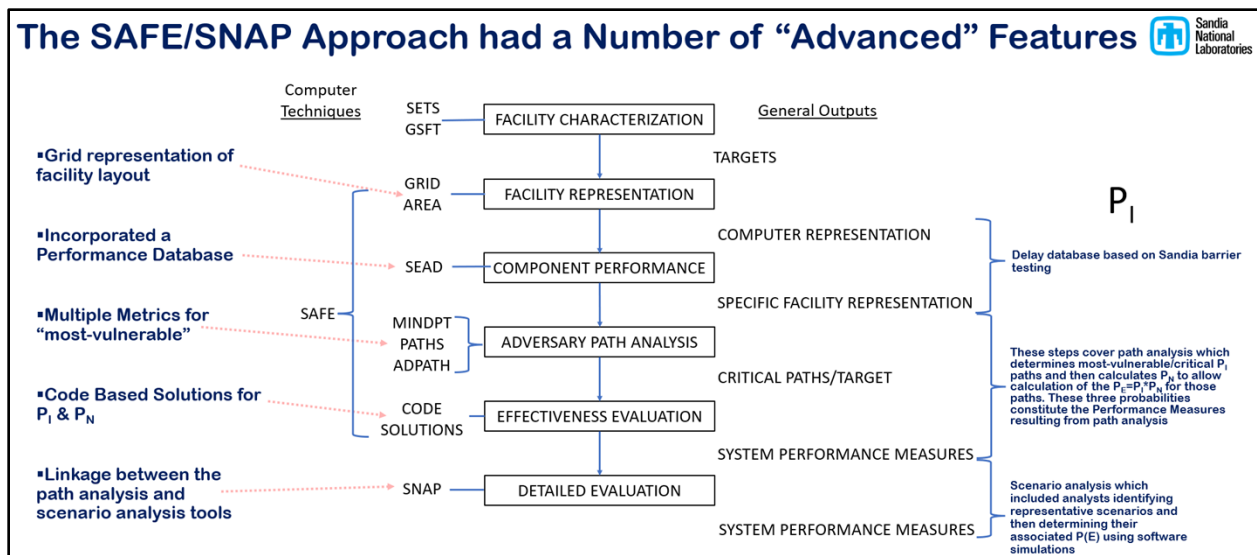 The SAFE/SNAP Approach had a Number of “Advanced” Features
Sandia
National
Laboratories
Computer
Techniques
General Outputs
SETS
GSFT
FACILITY CHARACTERIZATION
TARGETS
▪Grid representation of
facility layout
GRID
AREA
FACILITY REPRESENTATION
COMPUTER REPRESENTATION
▪Incorporated a
Performance Database
SEAD
COMPONENT PERFORMANCE
SPECIFIC FACILITY REPRESENTATION
SAFE
▪Multiple Metrics for
“most-vulnerable”
MINDPT
PATHS
ADPATH
ADVERSARY PATH ANALYSIS
CRITICAL PATHS/TARGET
▪Code Based Solutions for
PI & PN
CODE
SOLUTIONS
EFFECTIVENESS EVALUATION
SYSTEM PERFORMANCE MEASURES
▪Linkage between the
path analysis and
scenario analysis tools
SNAP
DETAILED EVALUATION
SYSTEM PERFORMANCE MEASURES
PI
Delay database based on Sandia barrier
testing
These steps cover path analysis which
determines most-vulnerable/critical PI
paths and then calculates PN to allow
calculation of the PE=PI*PN for those
paths. These three probabilities
constitute the Performance Measures
resulting from path analysis
Scenario analysis which
included analysts identifying
representative scenarios and
then determining their
associated P(E) using software
simulations